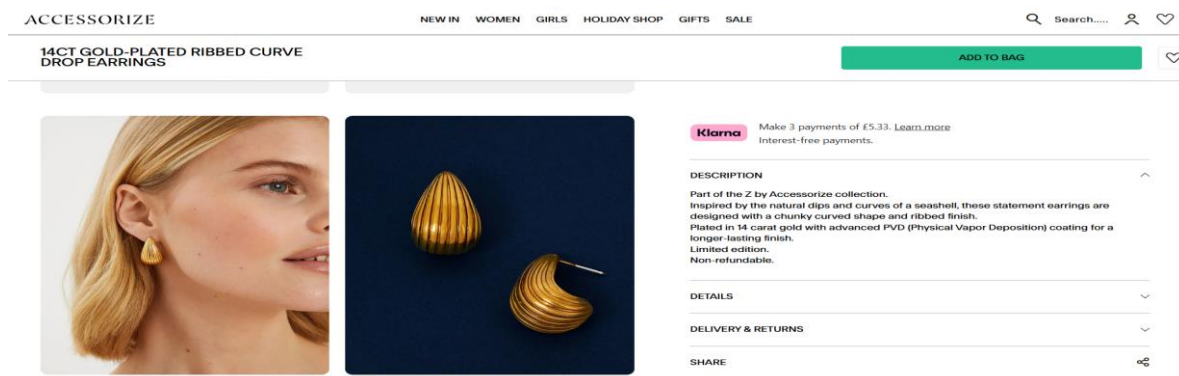 ACCESSORIZE
NEW IN WOMEN GIRLS HOLIDAY SHOP GIFTS SALE
Search.....
14CT GOLD-PLATED RIBBED CURVE
DROP EARRINGS
ADD TO BAG
Klarna
Make 3 payments of £5.33. Learn more
Interest-free payments.
DESCRIPTION
Part of the Z by Accessorize collection.
Inspired by the natural dips and curves of a seashell, these statement earrings are
designed with a chunky curved shape and ribbed finish.
Plated in 14 carat gold with advanced PVD (Physical Vapor Deposition) coating for a
longer-lasting finish.
Limited edition.
Non-refundable.
DETAILS
DELIVERY & RETURNS
SHARE